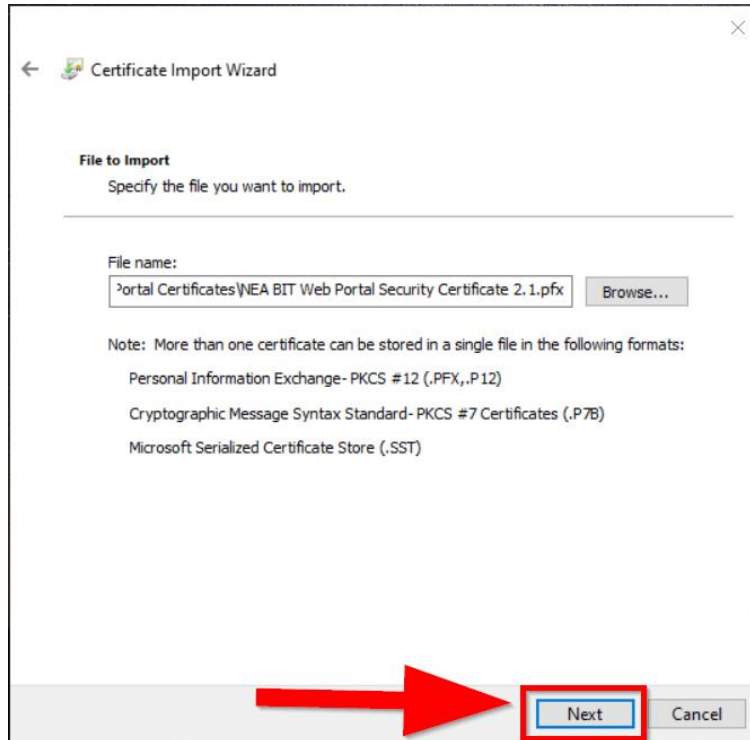 Certificate Import Wizard
File to Import
Specify the file you want to import.
File name:
Portal Certificates\NEA BIT Web Portal Security Certificate 2.1.pfx
Browse...
Note: More than one certificate can be stored in a single file in the following formats:
Personal Information Exchange- PKCS #12 (.PFX,.P12)
Cryptographic Message Syntax Standard- PKCS #7 Certificates (.P7B)
Microsoft Serialized Certificate Store (.SST)
Next
Cancel